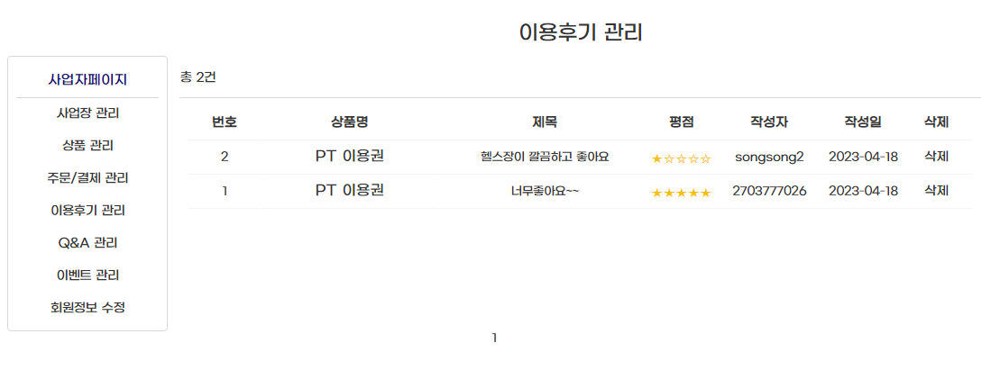 이용후기 관리
사업자페이지
사업장 관리
상품 관리
주문/결제 관리
이용후기 관리
Q&A 관리
이벤트 관리
회원정보 수정
총 2건
번호 상품명 제목 평점 작성자 작성일 삭제
2 PT 이용권 헬스장이 깔끔하고 좋아요 ★☆☆☆☆ songsong2 2023-04-18 삭제
1 PT 이용권 너무좋아요~~ ★★★★★ 2703777026 2023-04-18 삭제
1